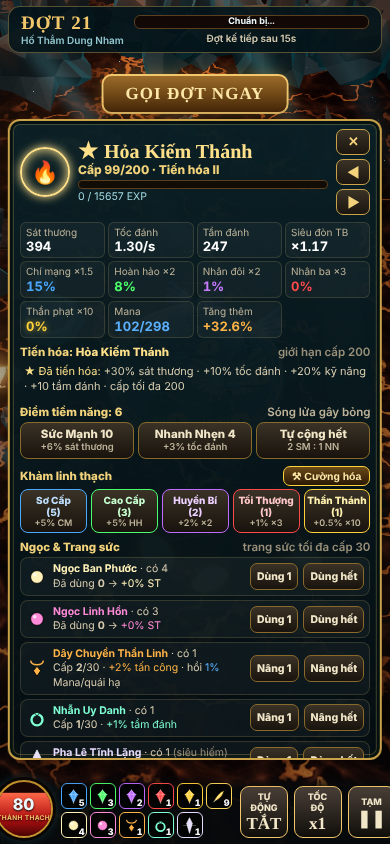 ĐỢT 21
Hố Thẳm Dung Nham
Chuẩn bị...
Đợt kế tiếp sau 15s
GỌI ĐỢT NGAY
★ Hỏa Kiếm Thánh
Cấp 99/200 · Tiến hóa II
0 / 15657 EXP
✕
◀
▶
Sát thương
394
Tốc đánh
1.30/s
Tầm đánh
247
Siêu đòn TB
×1.17
Chí mạng ×1.5
15%
Hoàn hảo ×2
8%
Nhân đôi ×2
1%
Nhân ba ×3
0%
Thần phạt ×10
0%
Mana
102/298
Tăng thêm
+32.6%
Tiến hóa: Hỏa Kiếm Thánh
giới hạn cấp 200
★ Đã tiến hóa: +30% sát thương · +10% tốc đánh · +20% kỹ năng
· +10 tầm đánh · cấp tối đa 200
Điểm tiềm năng: 6
Sóng lửa gây bỏng
Sức Mạnh 10
+6% sát thương
Nhanh Nhẹn 4
+3% tốc đánh
Tự cộng hết
2 SM : 1 NN
Khảm linh thạch
⚒ Cường hóa
Sơ Cấp
(5)
+5% CM
Cao Cấp
(3)
+5% HH
Huyền Bí
(2)
+2% ×2
Tối Thượng
(1)
+1% ×3
Thần Thánh
(1)
+0.5% ×10
Ngọc & Trang sức
trang sức tối đa cấp 30
Ngọc Ban Phước · có 4
Đã dùng 0 → +0% ST
Dùng 1
Dùng hết
Ngọc Linh Hồn · có 3
Đã dùng 0 → +0% ST
Dùng 1
Dùng hết
Dây Chuyền Thần Linh · có 1
Cấp 2/30 · +2% tấn công · hồi 1%
Mana/quái hạ
Nâng 1
Nâng hết
Nhẫn Uy Danh · có 1
Cấp 1/30 · +1% tầm đánh
Nâng 1
Nâng hết
Pha Lê Tĩnh Lặng · có 1 (siêu hiếm)
Dùng 1
Dùng hết
80
THÁNH THẠCH
5
3
2
1
1
9
4
3
1
1
1
TỰ
ĐỘNG
TẮT
TỐC
ĐỘ
x1
TẠM